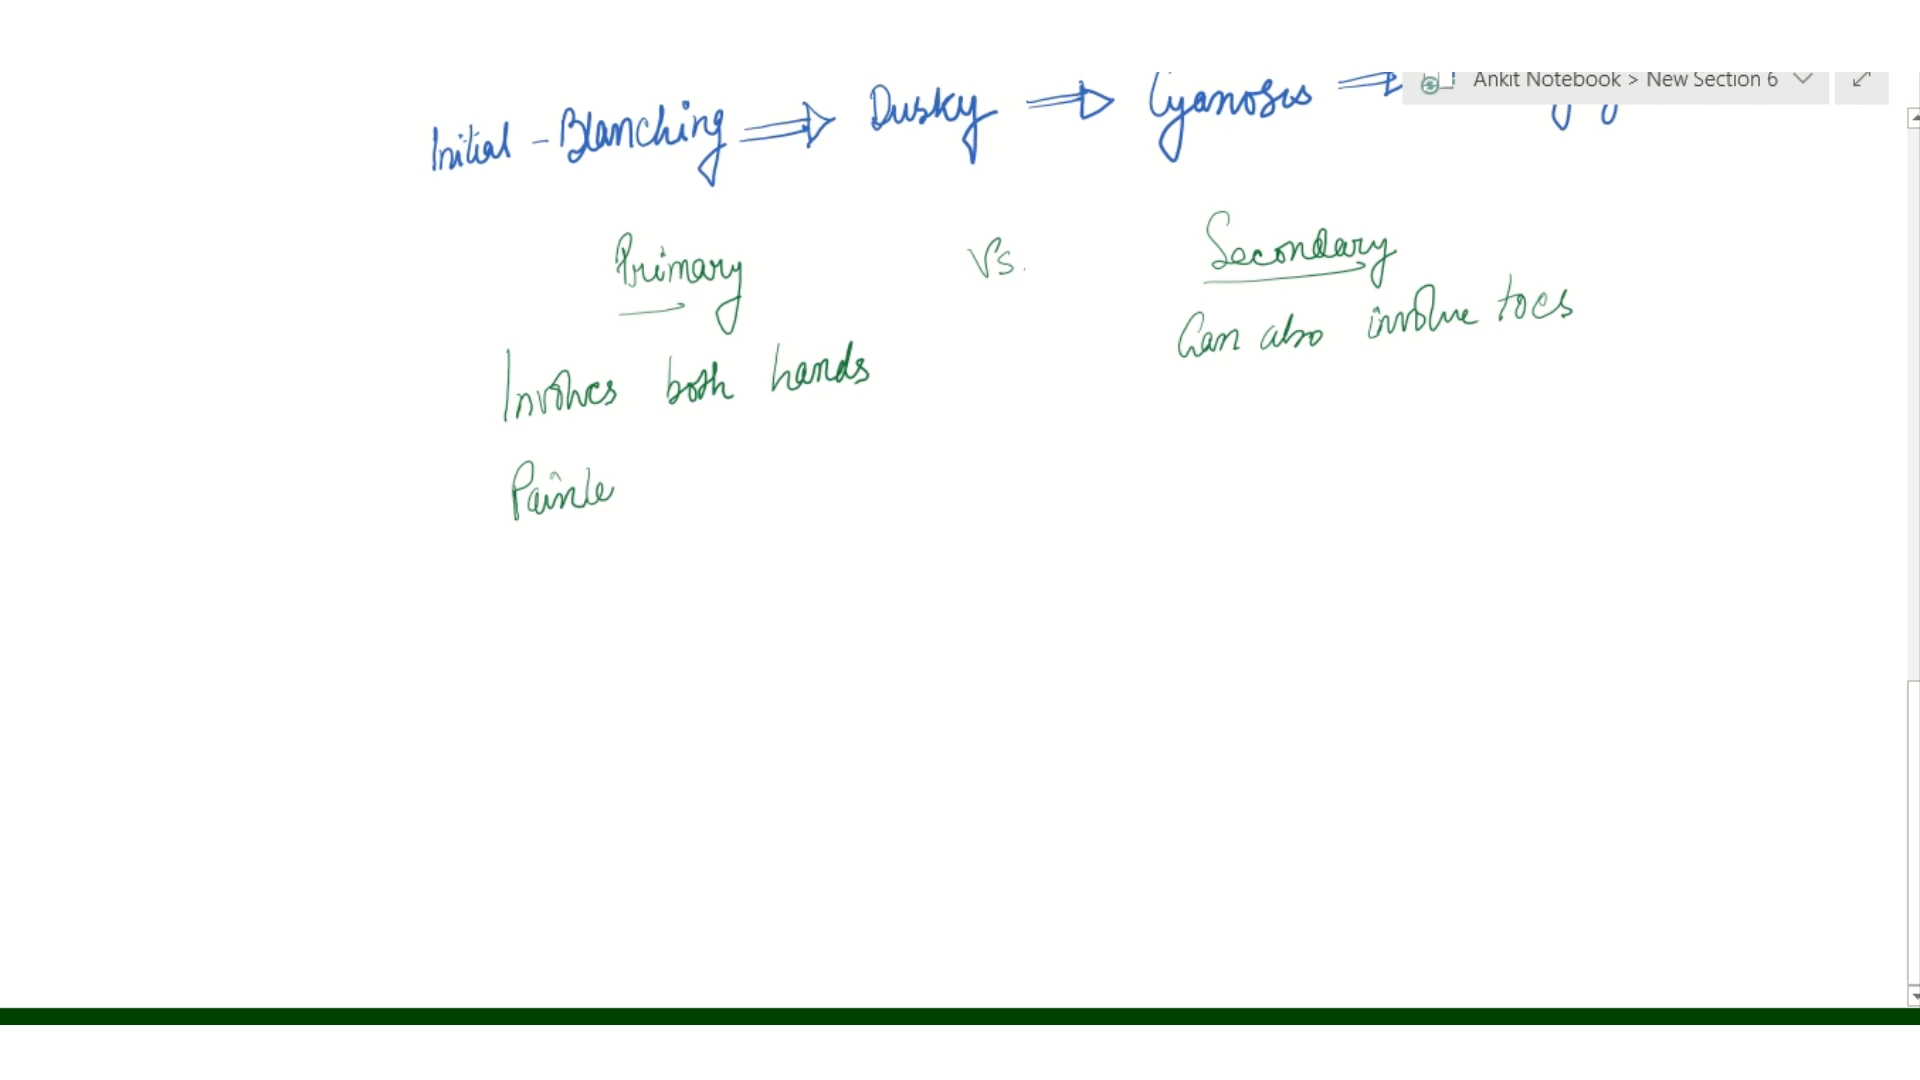 Ankit Notebook > New Section 6
Initial - Blanching ⇒ Dusky ⇒ Cyanosis ⇒
Primary Vs. Secondary
Can also involve toes
Involves both hands
Painle